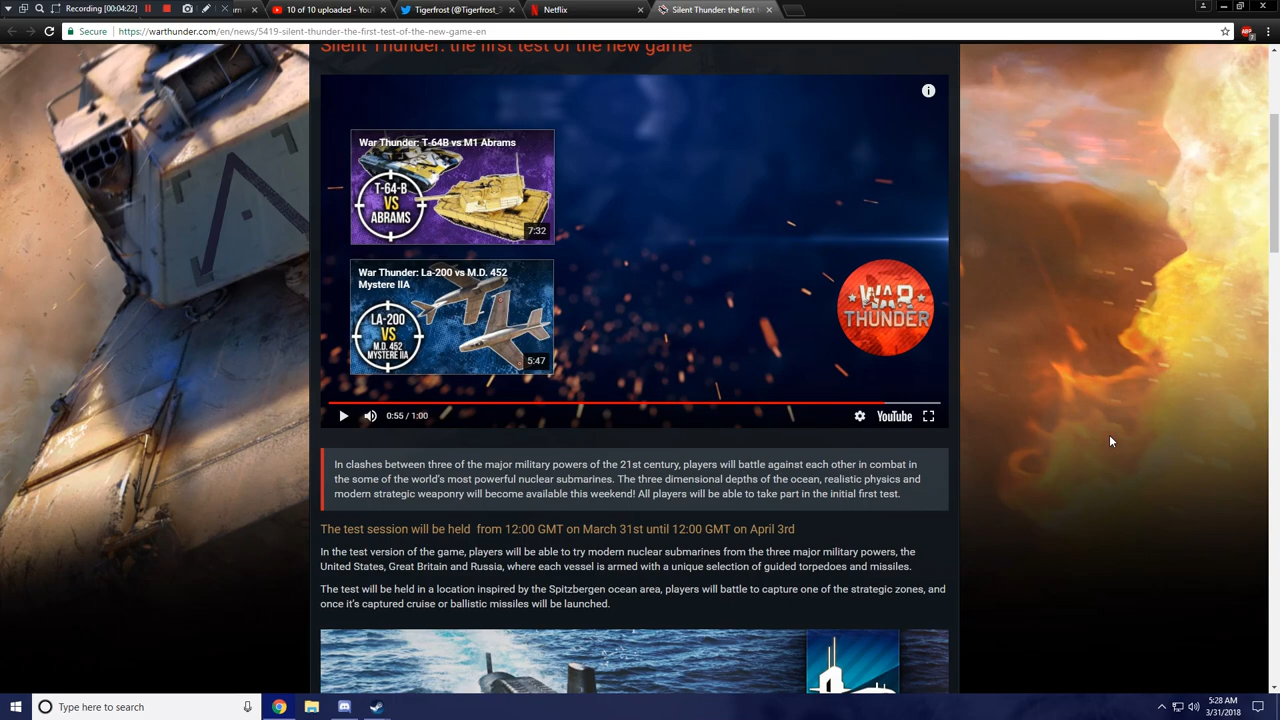 Recording [00:04:22]
10 of 10 uploaded - You
Twitter
Tigerfrost (@Tigerfrost_
Netflix
Silent Thunder: the first t
Secure
https://warthunder.com/en/news/5419-silent-thunder-the-first-test-of-the-new-game-en
Silent Thunder: the first test of the new game
War Thunder: T-64B vs M1 Abrams
T-64-B
VS
ABRAMS
7:32
War Thunder: La-200 vs M.D. 452
Mystere IIA
LA-200
VS
M.D. 452
MYSTERE IIA
5:47
WAR
THUNDER
0:55 / 1:00
YouTube
In clashes between three of the major military powers of the 21st century, players will battle against each other in combat in
the some of the world's most powerful nuclear submarines. The three dimensional depths of the ocean, realistic physics and
modern strategic weaponry will become available this weekend! All players will be able to take part in the initial first test.
The test session will be held from 12:00 GMT on March 31st until 12:00 GMT on April 3rd
In the test version of the game, players will be able to try modern nuclear submarines from the three major military powers, the
United States, Great Britain and Russia, where each vessel is armed with a unique selection of guided torpedoes and missiles.
The test will be held in a location inspired by the Spitzbergen ocean area, players will battle to capture one of the strategic zones, and
once it's captured cruise or ballistic missiles will be launched.
Type here to search
5:28 AM
3/31/2018